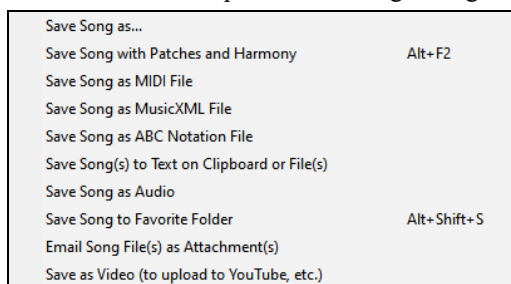 Save Song as...
Save Song with Patches and Harmony Alt+F2
Save Song as MIDI File
Save Song as MusicXML File
Save Song as ABC Notation File
Save Song(s) to Text on Clipboard or File(s)
Save Song as Audio
Save Song to Favorite Folder Alt+Shift+S
Email Song File(s) as Attachment(s)
Save as Video (to upload to YouTube, etc.)